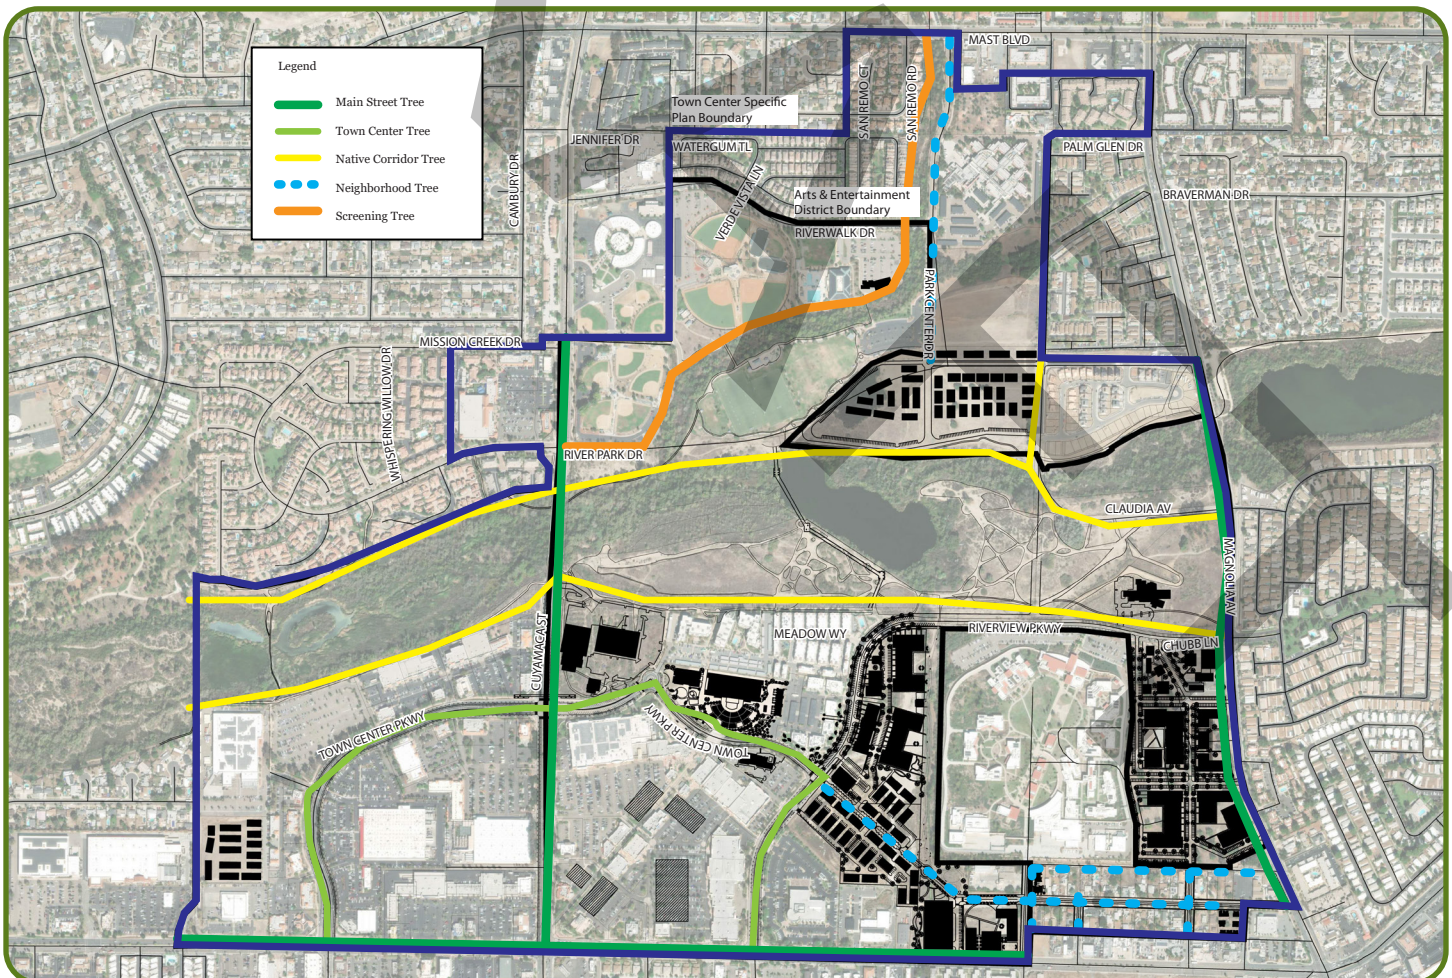 MAST BLVD
Legend
Main Street Tree
Town Center Tree
Native Corridor Tree
Neighborhood Tree
Screening Tree
Town Center Specific
Plan Boundary
SAN REMO CT
SAN REMO RD
JENNIFER DR
WATERGUM TL
PALM GLEN DR
CAMBURY DR
VERDE VISTA LN
Arts & Entertainment
District Boundary
BRAVERMAN DR
RIVERWALK DR
PARK CENTER DR
MISSION CREEK DR
WHISPERING WILLOW DR
RIVER PARK DR
CLAUDIA AV
MAGNOLIA AV
CUYAMACA ST
MEADOW WY
RIVERVIEW PKWY
CHUBB LN
TOWN CENTER PKWY
TOWN CENTER PKWY